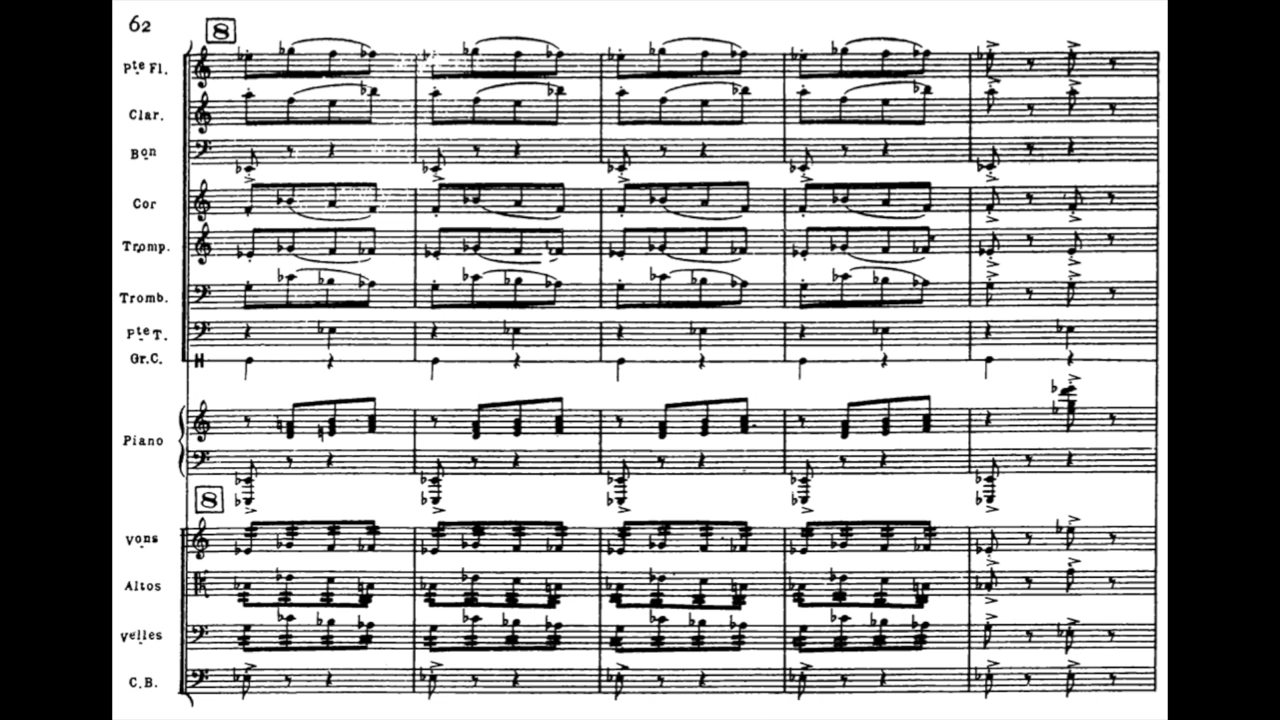 62
8
Pte Fl.
Clar.
Bon
Cor
Tromp.
Tromb.
Pte T.
Gr.C.
Piano
8
Vons
Altos
Velles
C.B.